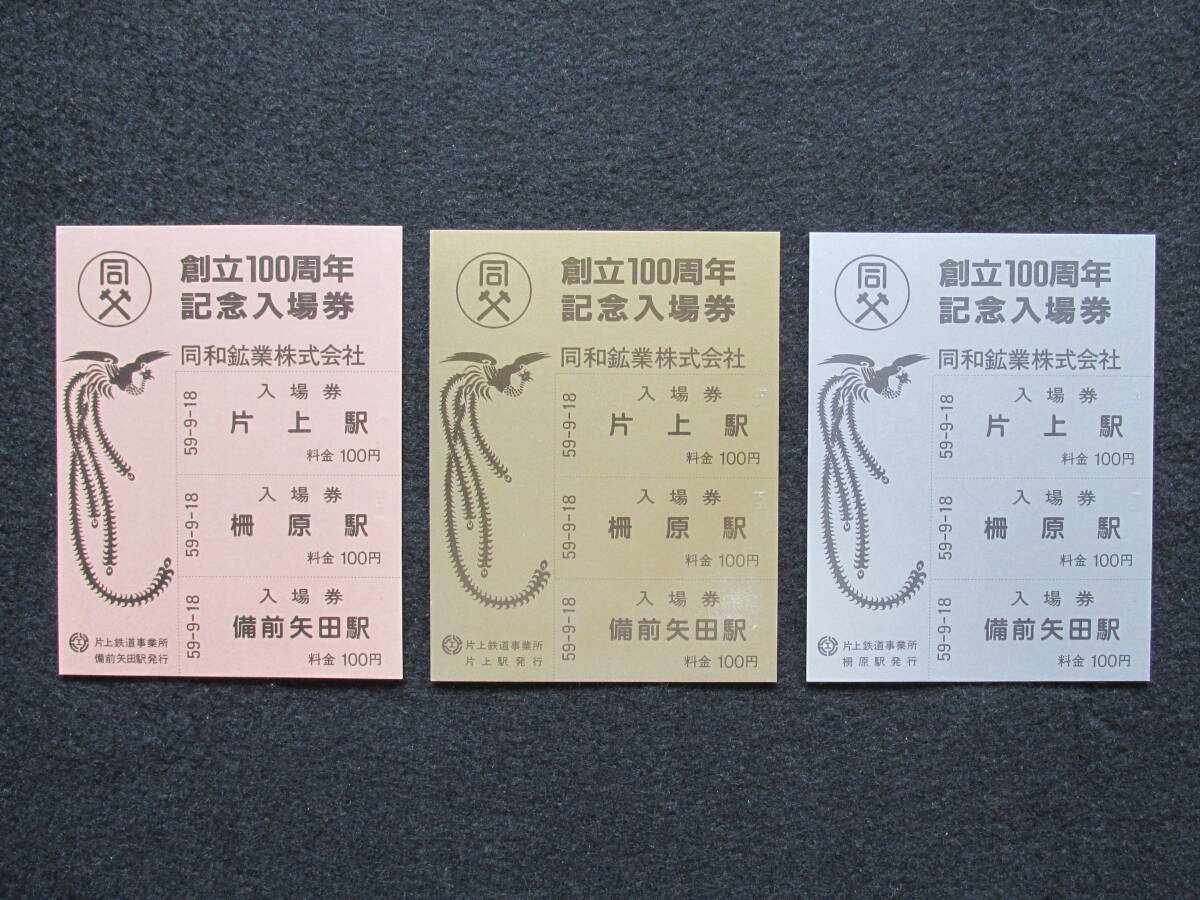 同
創立100周年
記念入場券
同和鉱業株式会社
59-9-18
入場券
片上駅
料金 100円
59-9-18
入場券
柵原駅
料金 100円
59-9-18
入場券
備前矢田駅
料金 100円
片上鉄道事業所
備前矢田駅発行
同
創立100周年
記念入場券
同和鉱業株式会社
59-9-18
入場券
片上駅
料金 100円
59-9-18
入場券
柵原駅
料金 100円
59-9-18
入場券
備前矢田駅
料金 100円
片上鉄道事業所
片上駅発行
同
創立100周年
記念入場券
同和鉱業株式会社
59-9-18
入場券
片上駅
料金 100円
59-9-18
入場券
柵原駅
料金 100円
59-9-18
入場券
備前矢田駅
料金 100円
片上鉄道事業所
柵原駅発行